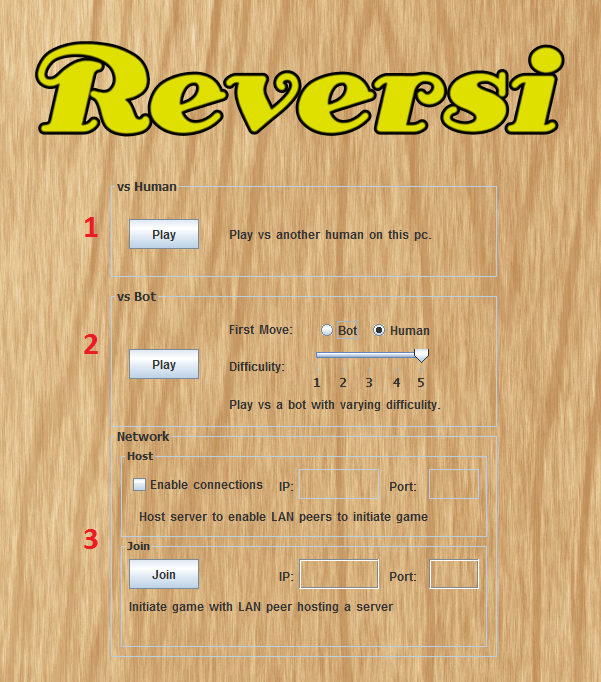 Reversi
vs Human
1
Play
Play vs another human on this pc.
vs Bot
First Move: Bot Human
2
Play
Difficulity:
1 2 3 4 5
Play vs a bot with varying difficulity.
Network
Host
Enable connections IP: Port:
Host server to enable LAN peers to initiate game
3
Join
Join IP: Port:
Initiate game with LAN peer hosting a server